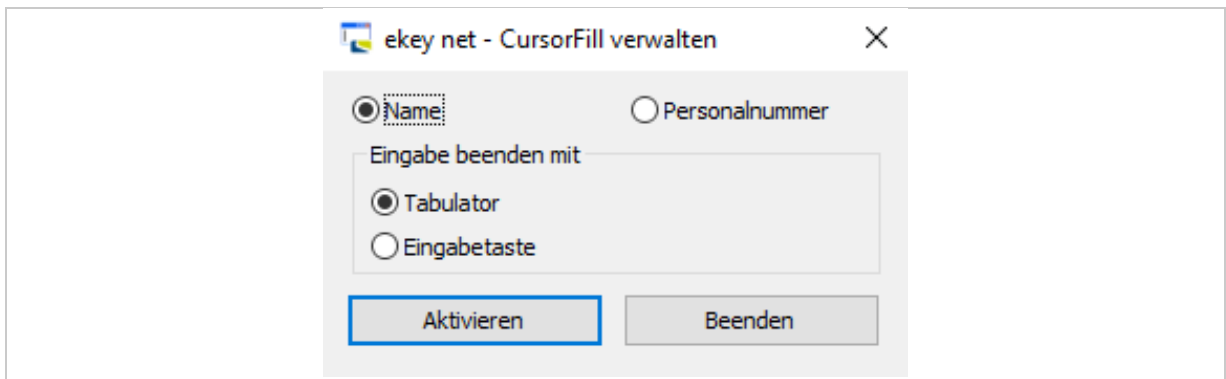 ekey net - CursorFill verwalten
Name Personalnummer
Eingabe beenden mit
Tabulator
Eingabetaste
Aktivieren Beenden